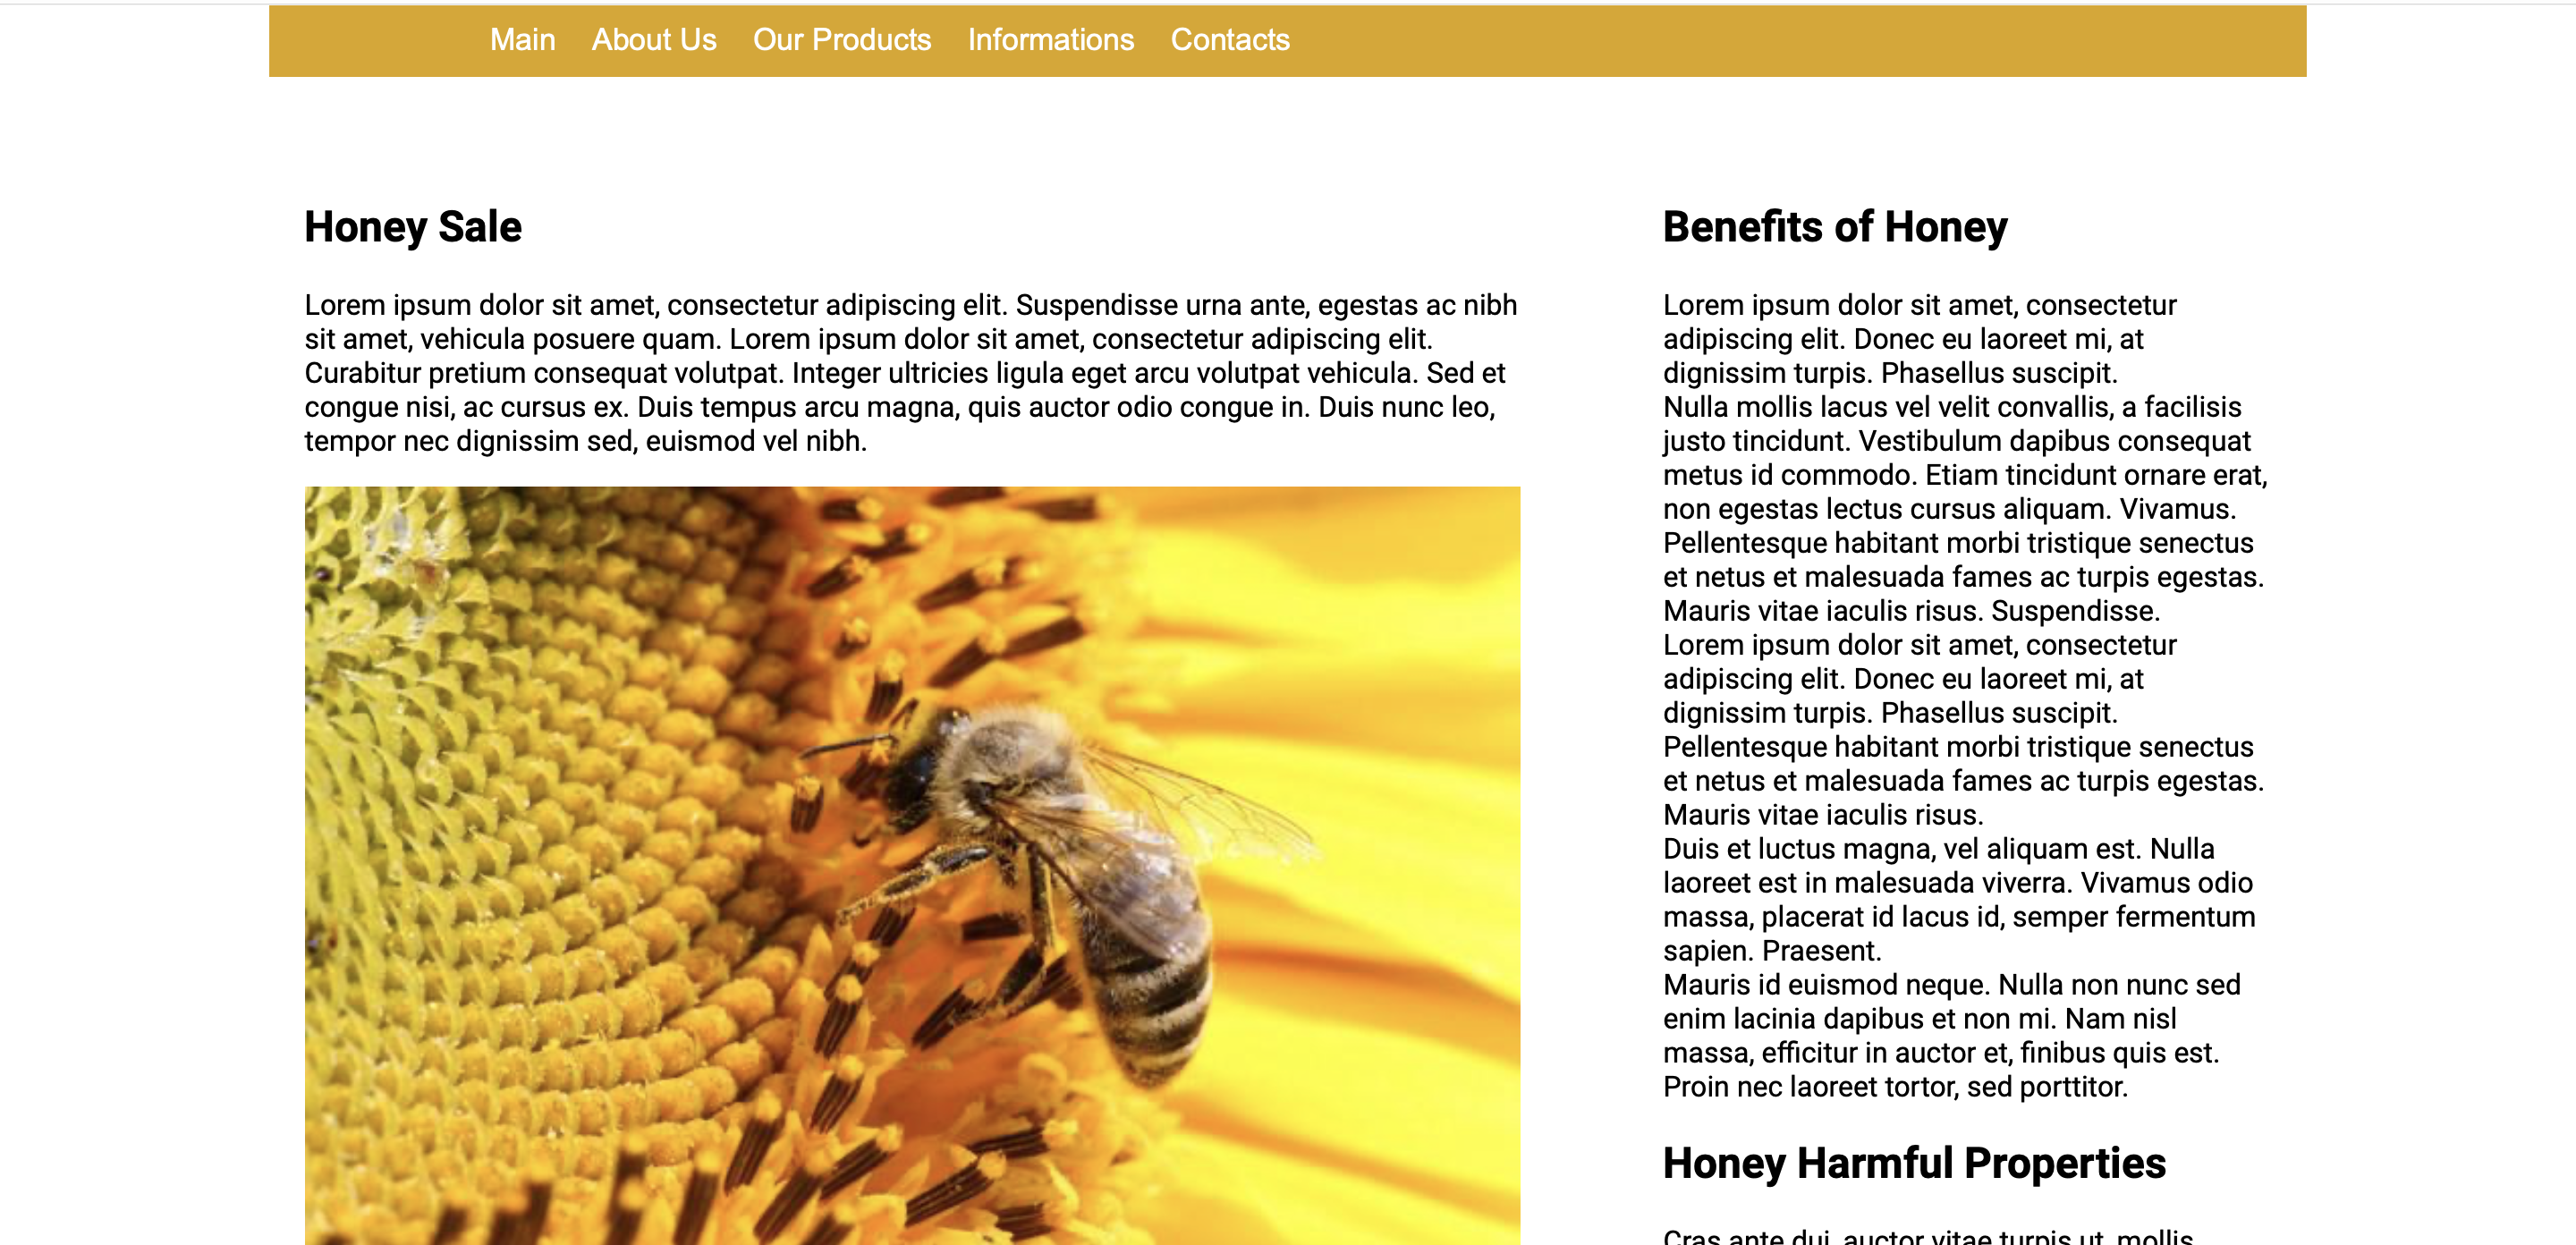 Main About Us Our Products Informations Contacts
Honey Sale
Lorem ipsum dolor sit amet, consectetur adipiscing elit. Suspendisse urna ante, egestas ac nibh
sit amet, vehicula posuere quam. Lorem ipsum dolor sit amet, consectetur adipiscing elit.
Curabitur pretium consequat volutpat. Integer ultricies ligula eget arcu volutpat vehicula. Sed et
congue nisi, ac cursus ex. Duis tempus arcu magna, quis auctor odio congue in. Duis nunc leo,
tempor nec dignissim sed, euismod vel nibh.
Benefits of Honey
Lorem ipsum dolor sit amet, consectetur
adipiscing elit. Donec eu laoreet mi, at
dignissim turpis. Phasellus suscipit.
Nulla mollis lacus vel velit convallis, a facilisis
justo tincidunt. Vestibulum dapibus consequat
metus id commodo. Etiam tincidunt ornare erat,
non egestas lectus cursus aliquam. Vivamus.
Pellentesque habitant morbi tristique senectus
et netus et malesuada fames ac turpis egestas.
Mauris vitae iaculis risus. Suspendisse.
Lorem ipsum dolor sit amet, consectetur
adipiscing elit. Donec eu laoreet mi, at
dignissim turpis. Phasellus suscipit.
Pellentesque habitant morbi tristique senectus
et netus et malesuada fames ac turpis egestas.
Mauris vitae iaculis risus.
Duis et luctus magna, vel aliquam est. Nulla
laoreet est in malesuada viverra. Vivamus odio
massa, placerat id lacus id, semper fermentum
sapien. Praesent.
Mauris id euismod neque. Nulla non nunc sed
enim lacinia dapibus et non mi. Nam nisl
massa, efficitur in auctor et, finibus quis est.
Proin nec laoreet tortor, sed porttitor.
Honey Harmful Properties
Cras ante dui, auctor vitae turpis ut, mollis